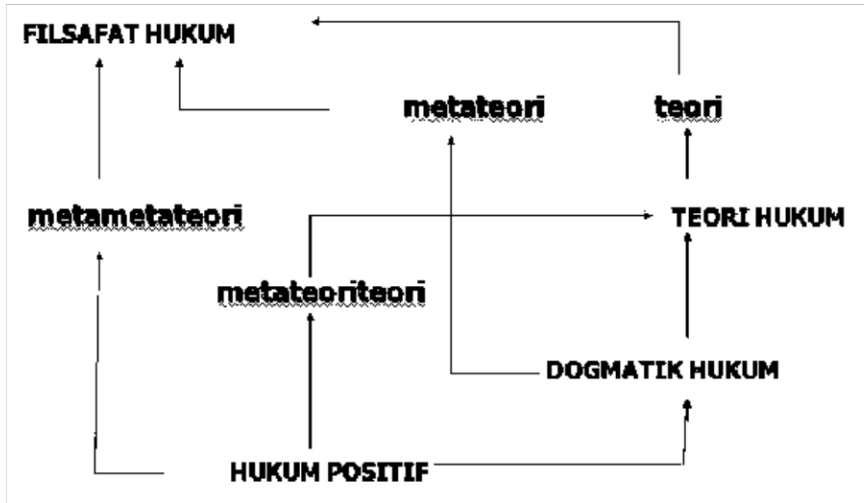 FILSAFAT HUKUM
metateori
teori
metametateori
TEORI HUKUM
metateoriteori
DOGMATIK HUKUM
HUKUM POSITIF